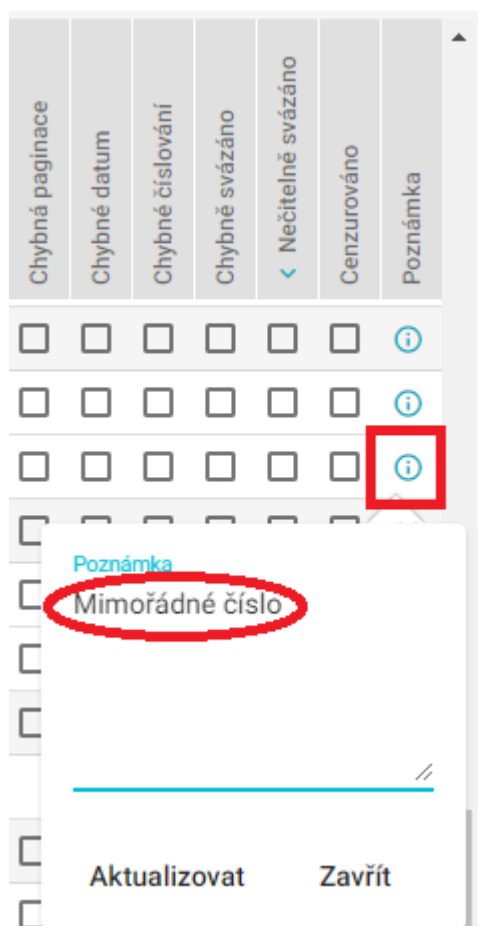 Chybná paginace
Chybné datum
Chybné číslování
Chybně svázáno
Nečitelně svázáno
Cenzurováno
Poznámka
Poznámka
Mimořádné číslo
Aktualizovat Zavřít